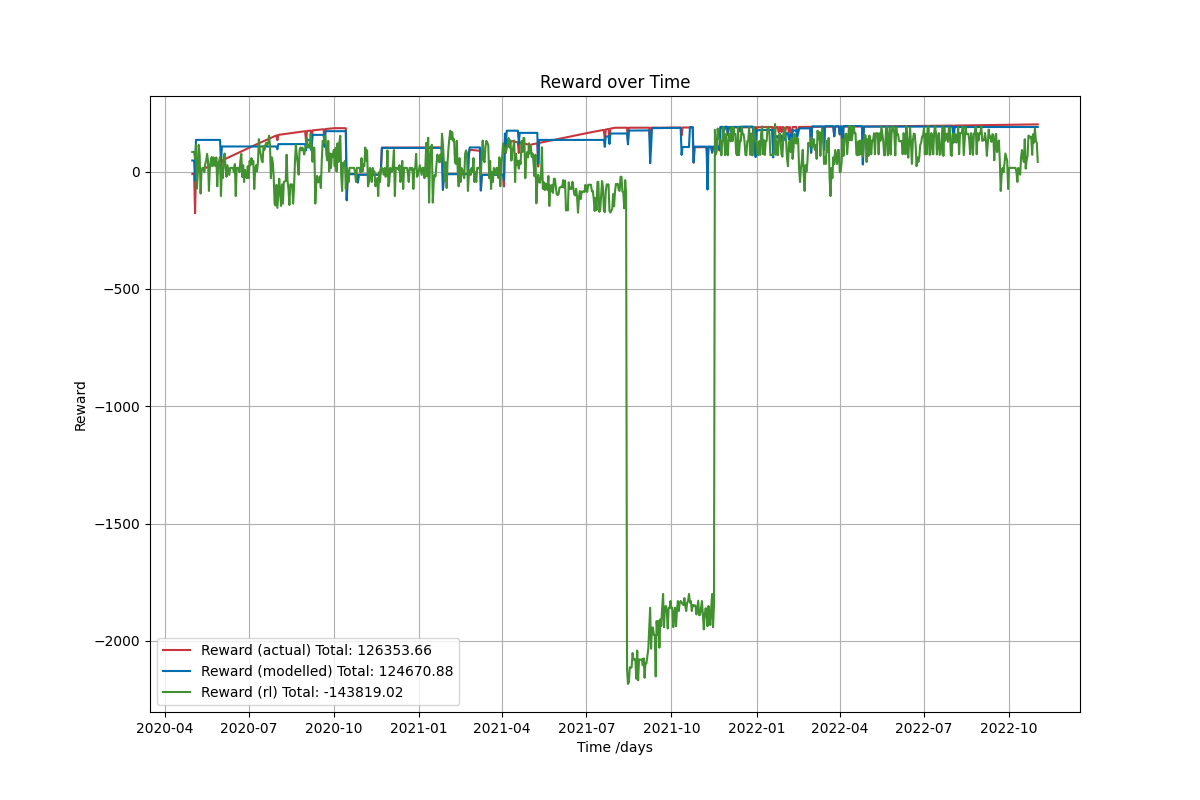 Reward over Time
0
−500
−1000
−1500
−2000
Reward
Reward (actual) Total: 126353.66
Reward (modelled) Total: 124670.88
Reward (rl) Total: -143819.02
2020-04 2020-07 2020-10 2021-01 2021-04 2021-07 2021-10 2022-01 2022-04 2022-07 2022-10
Time /days